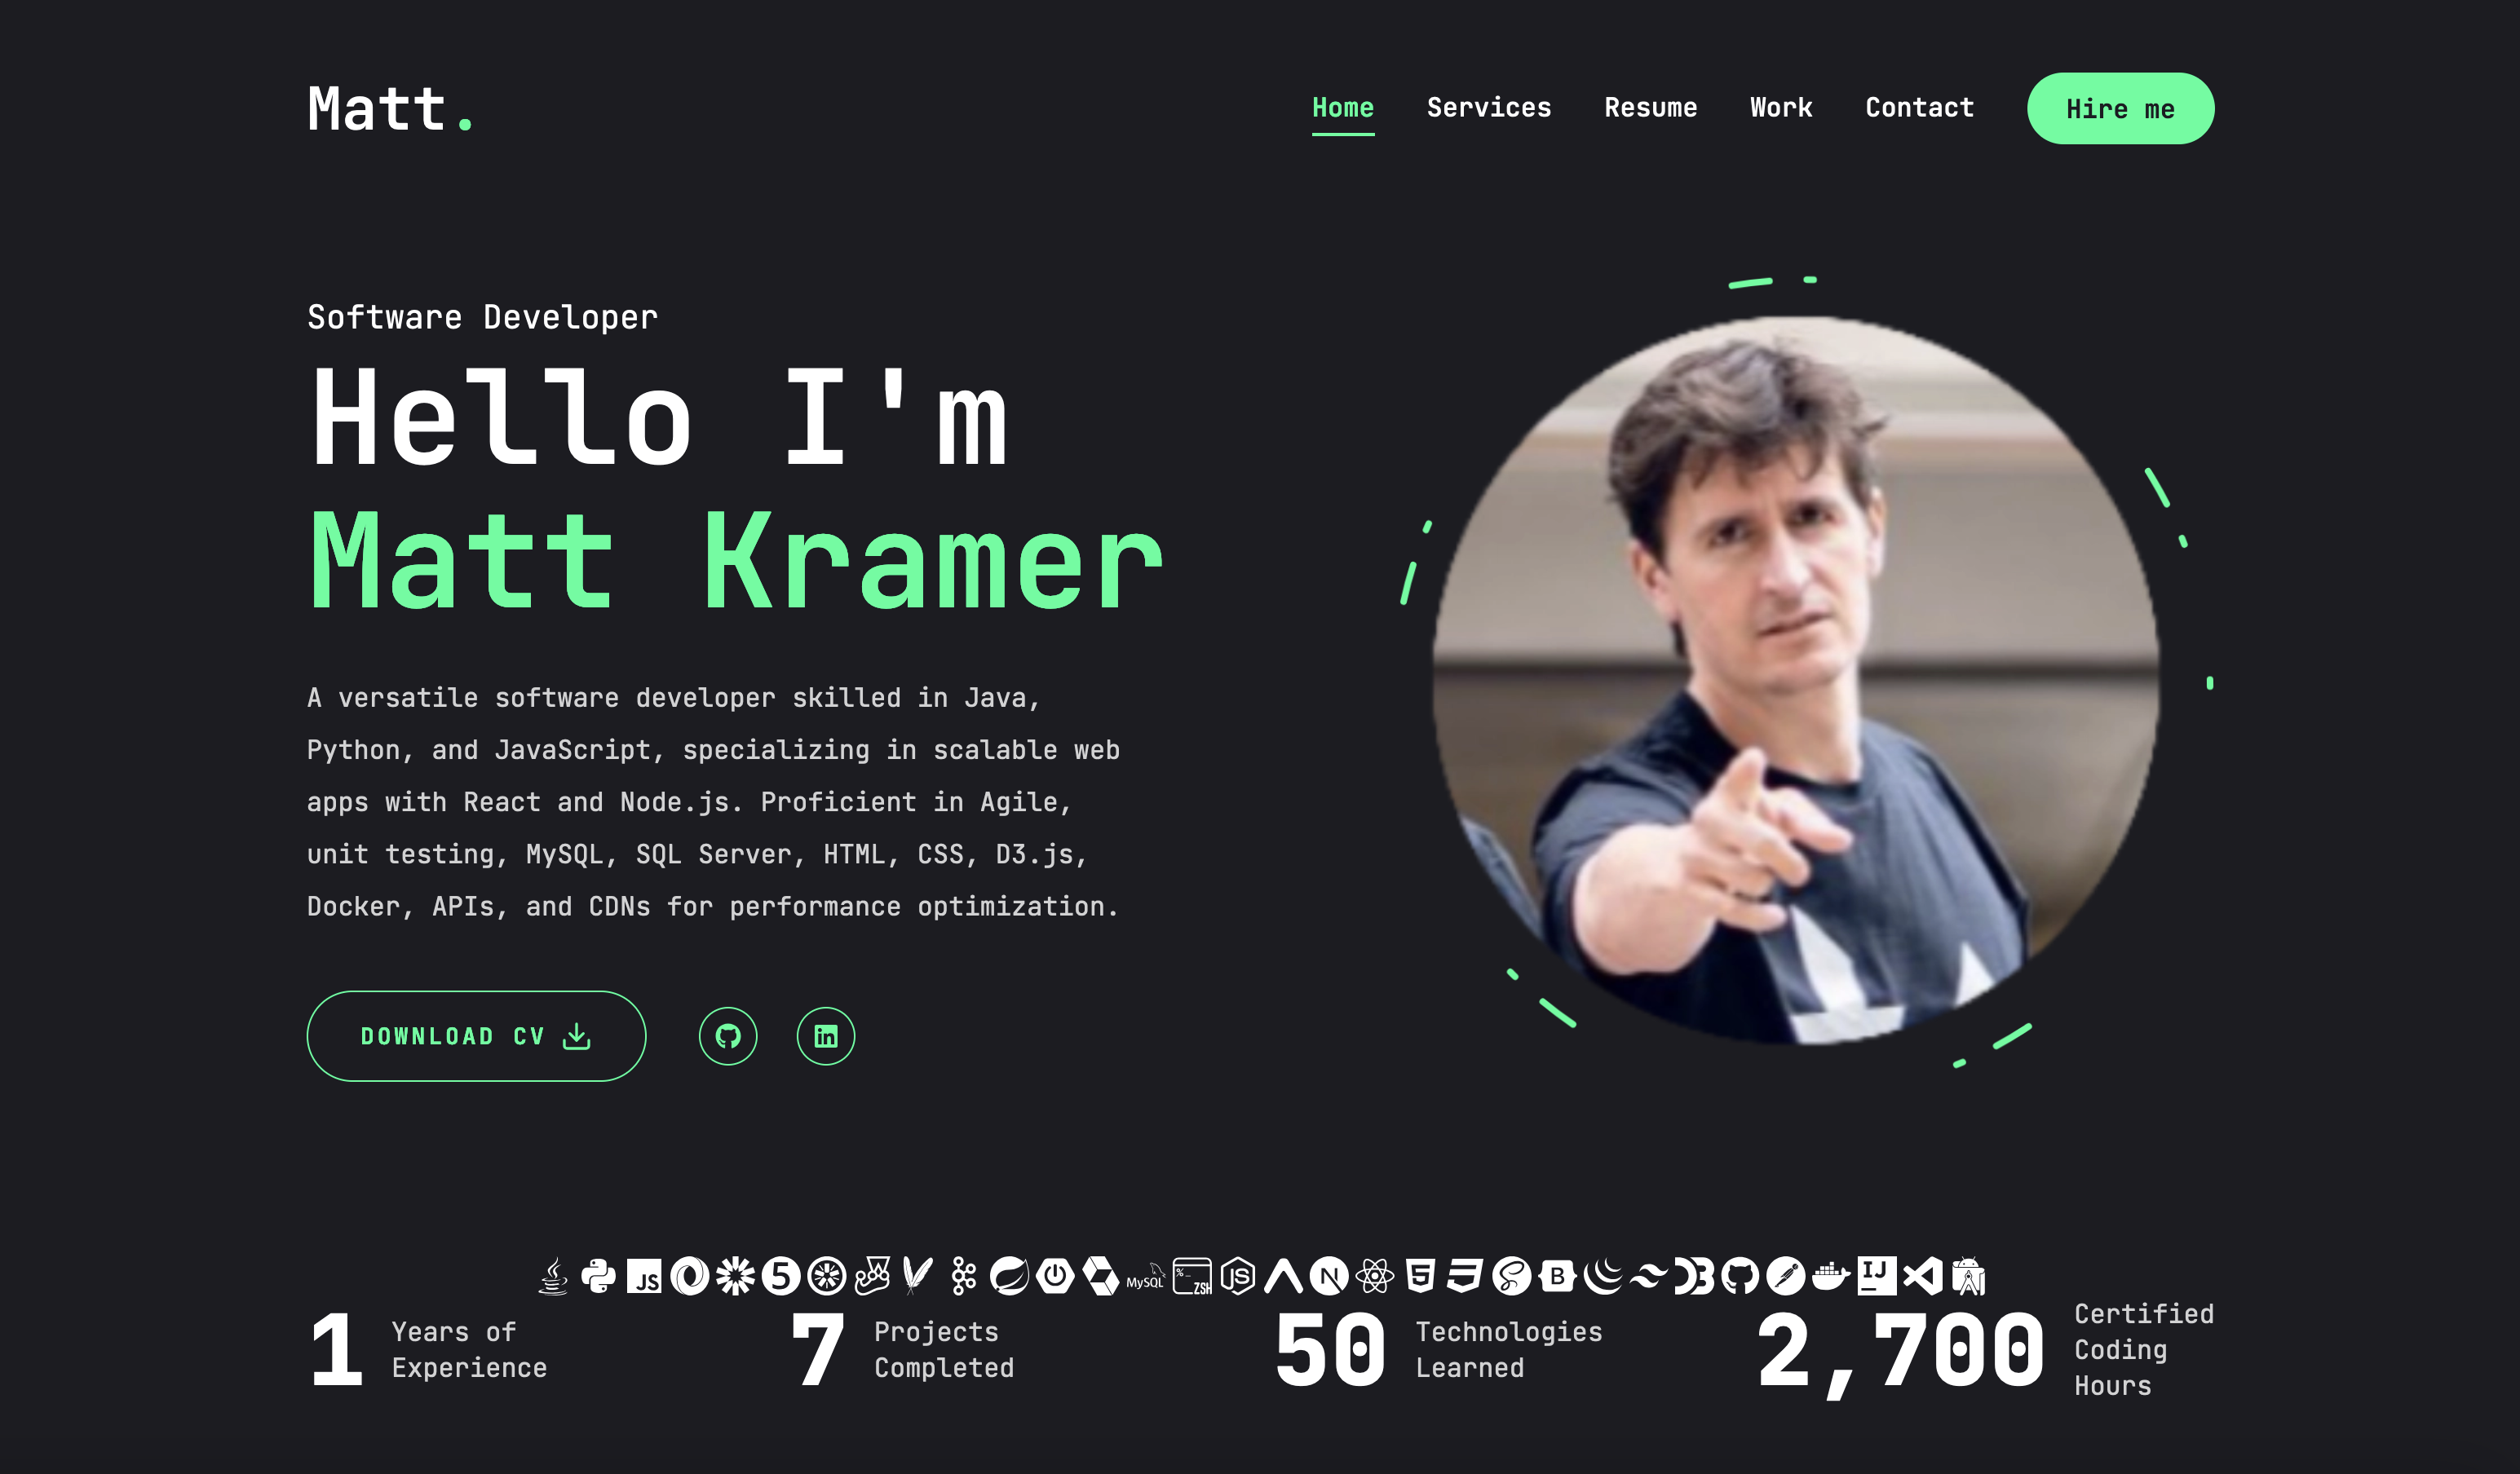 Matt.
Home Services Resume Work Contact Hire me
Software Developer
Hello I'm
Matt Kramer
A versatile software developer skilled in Java,
Python, and JavaScript, specializing in scalable web
apps with React and Node.js. Proficient in Agile,
unit testing, MySQL, SQL Server, HTML, CSS, D3.js,
Docker, APIs, and CDNs for performance optimization.
DOWNLOAD CV
in
JS 5 MySQL %_ ZSH JS N 5 B IJ
1 Years of
Experience
7 Projects
Completed
50 Technologies
Learned
2,700 Certified
Coding
Hours